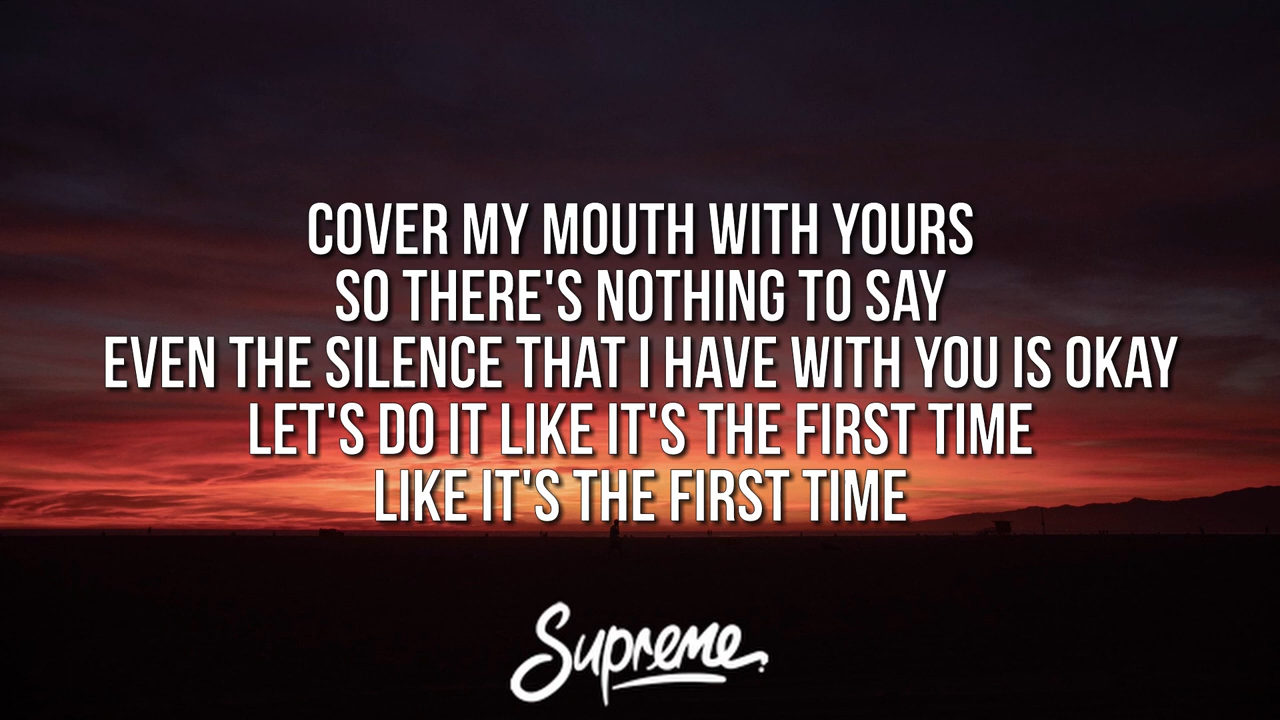 COVER MY MOUTH WITH YOURS
SO THERE'S NOTHING TO SAY
EVEN THE SILENCE THAT I HAVE WITH YOU IS OKAY
LET'S DO IT LIKE IT'S THE FIRST TIME
LIKE IT'S THE FIRST TIME
Supreme.